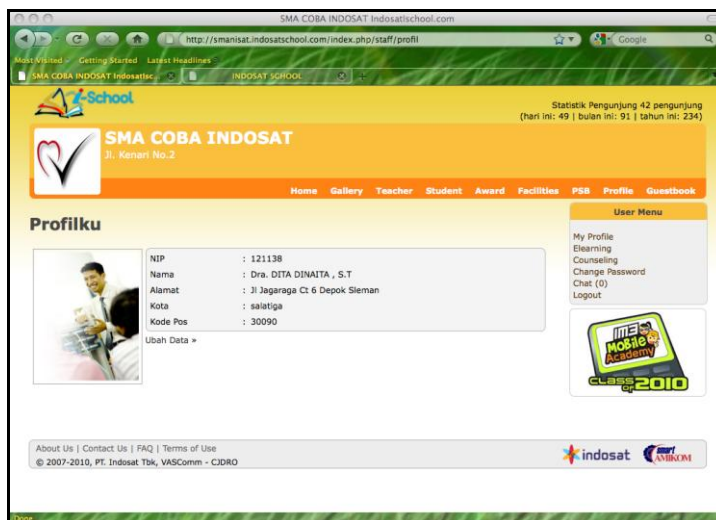 SMA COBA INDOSAT Indosatischool.com
http://smanisat.indosatschool.com/index.php/staff/profil
Google
Most Visited Getting Started Latest Headlines
SMA COBA INDOSAT Indosatisc...
INDOSAT SCHOOL
i-School
Statistik Pengunjung 42 pengunjung
(hari ini: 49 | bulan ini: 91 | tahun ini: 234)
SMA COBA INDOSAT
Jl. Kenari No.2
Home Gallery Teacher Student Award Facilities PSB Profile Guestbook
Profilku
NIP : 121138
Nama : Dra. DITA DINAITA , S.T
Alamat : Jl Jagaraga Ct 6 Depok Sleman
Kota : salatiga
Kode Pos : 30090
Ubah Data »
User Menu
My Profile
Elearning
Counseling
Change Password
Chat (0)
Logout
IM3
Mobile
Academy
CLASS OF 2010
About Us | Contact Us | FAQ | Terms of Use
© 2007-2010, PT. Indosat Tbk, VASComm - CJDRO
indosat
smart AMIKOM
Done